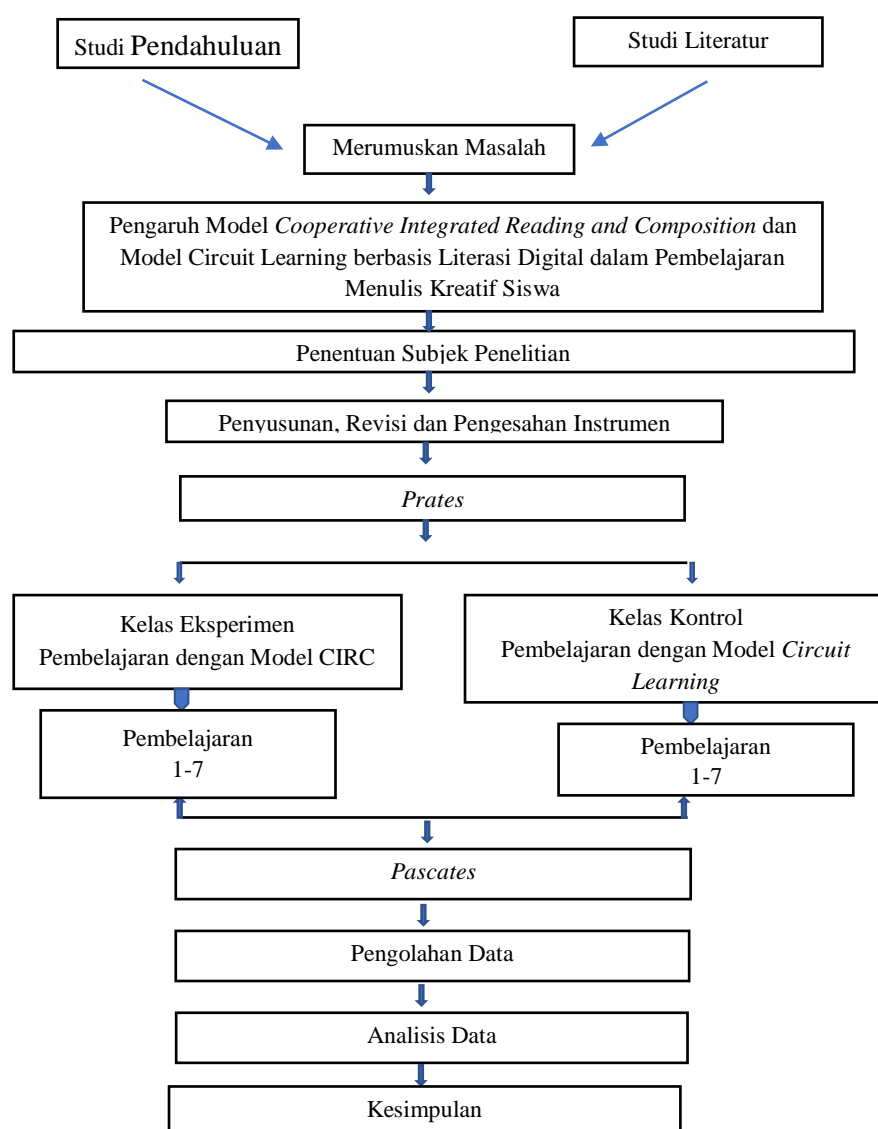 Studi Pendahuluan
Studi Literatur
Merumuskan Masalah
Pengaruh Model Cooperative Integrated Reading and Composition dan
Model Circuit Learning berbasis Literasi Digital dalam Pembelajaran
Menulis Kreatif Siswa
Penentuan Subjek Penelitian
Penyusunan, Revisi dan Pengesahan Instrumen
Prates
Kelas Eksperimen
Pembelajaran dengan Model CIRC
Kelas Kontrol
Pembelajaran dengan Model Circuit
Learning
Pembelajaran
1-7
Pembelajaran
1-7
Pascates
Pengolahan Data
Analisis Data
Kesimpulan